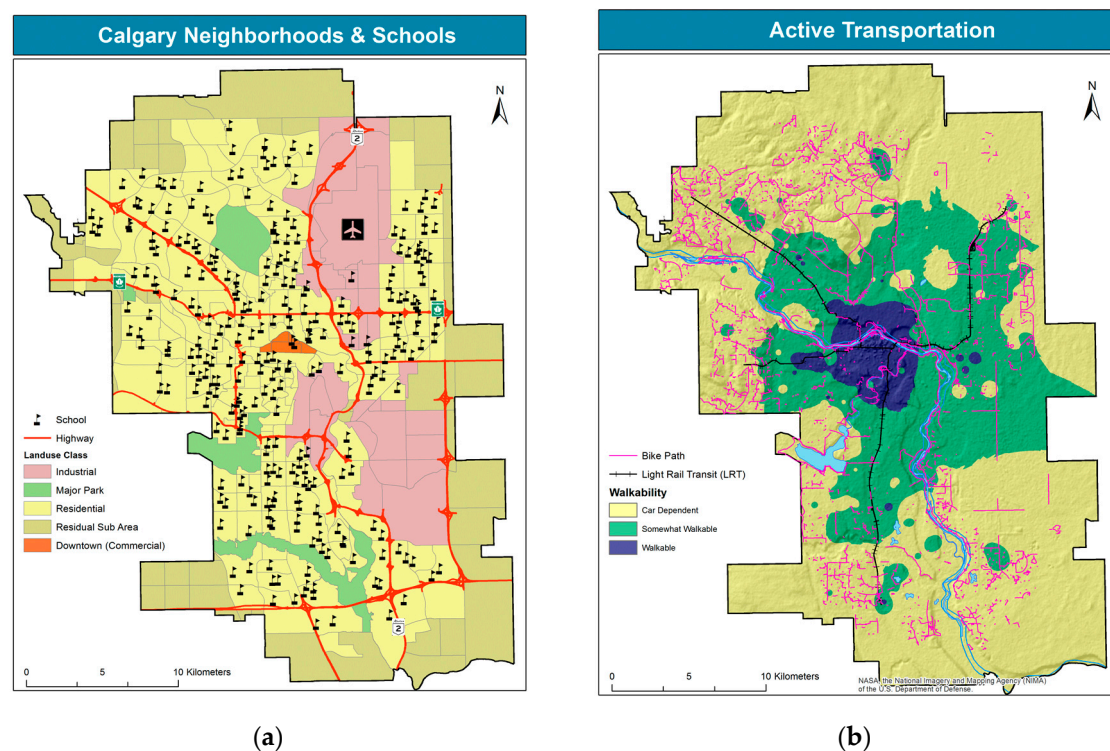 Calgary Neighborhoods & Schools
N
2
1
1
School
Highway
Landuse Class
Industrial
Major Park
Residential
Residual Sub Area
Downtown (Commercial)
2
0
5
10 Kilometers
(a)
Active Transportation
N
Bike Path
Light Rail Transit (LRT)
Walkability
Car Dependent
Somewhat Walkable
Walkable
0
5
10 Kilometers
NASA, the National Imagery and Mapping Agency (NIMA)
of the U.S. Department of Defense.
(b)